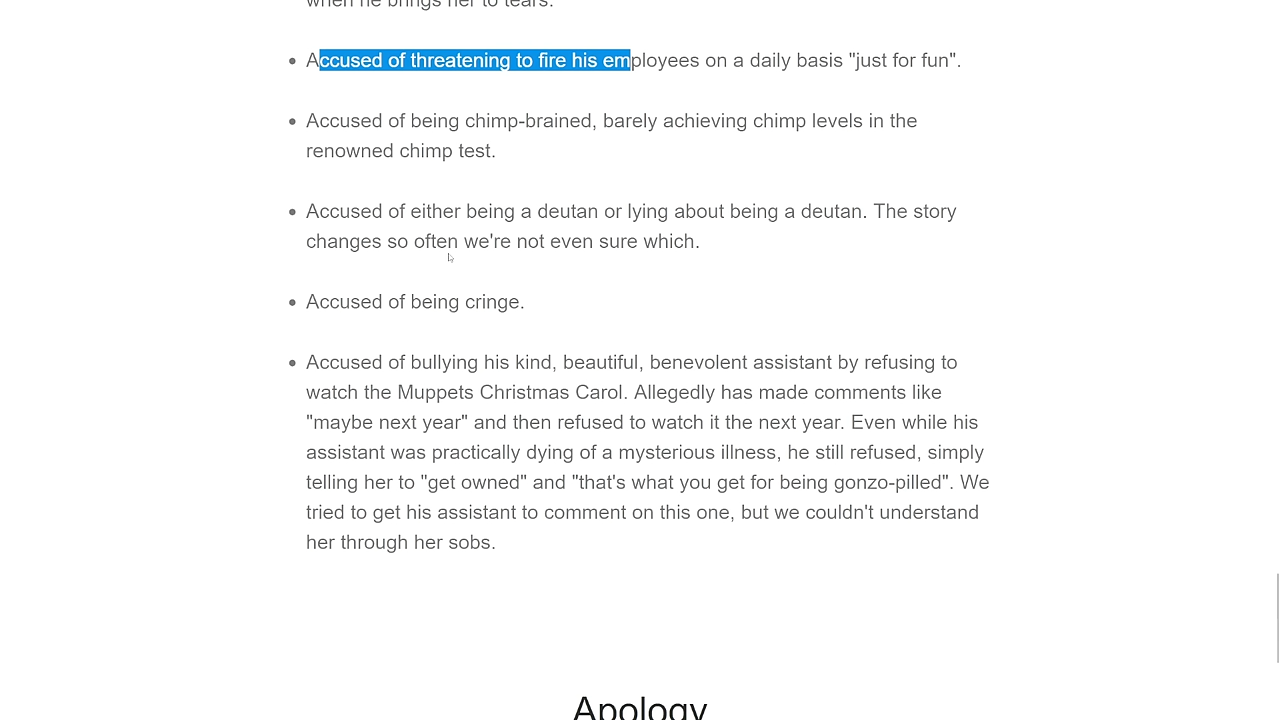 when he brings her to tears.
Accused of threatening to fire his employees on a daily basis "just for fun".
Accused of being chimp-brained, barely achieving chimp levels in the
renowned chimp test.
Accused of either being a deutan or lying about being a deutan. The story
changes so often we're not even sure which.
Accused of being cringe.
Accused of bullying his kind, beautiful, benevolent assistant by refusing to
watch the Muppets Christmas Carol. Allegedly has made comments like
"maybe next year" and then refused to watch it the next year. Even while his
assistant was practically dying of a mysterious illness, he still refused, simply
telling her to "get owned" and "that's what you get for being gonzo-pilled". We
tried to get his assistant to comment on this one, but we couldn't understand
her through her sobs.
Apology